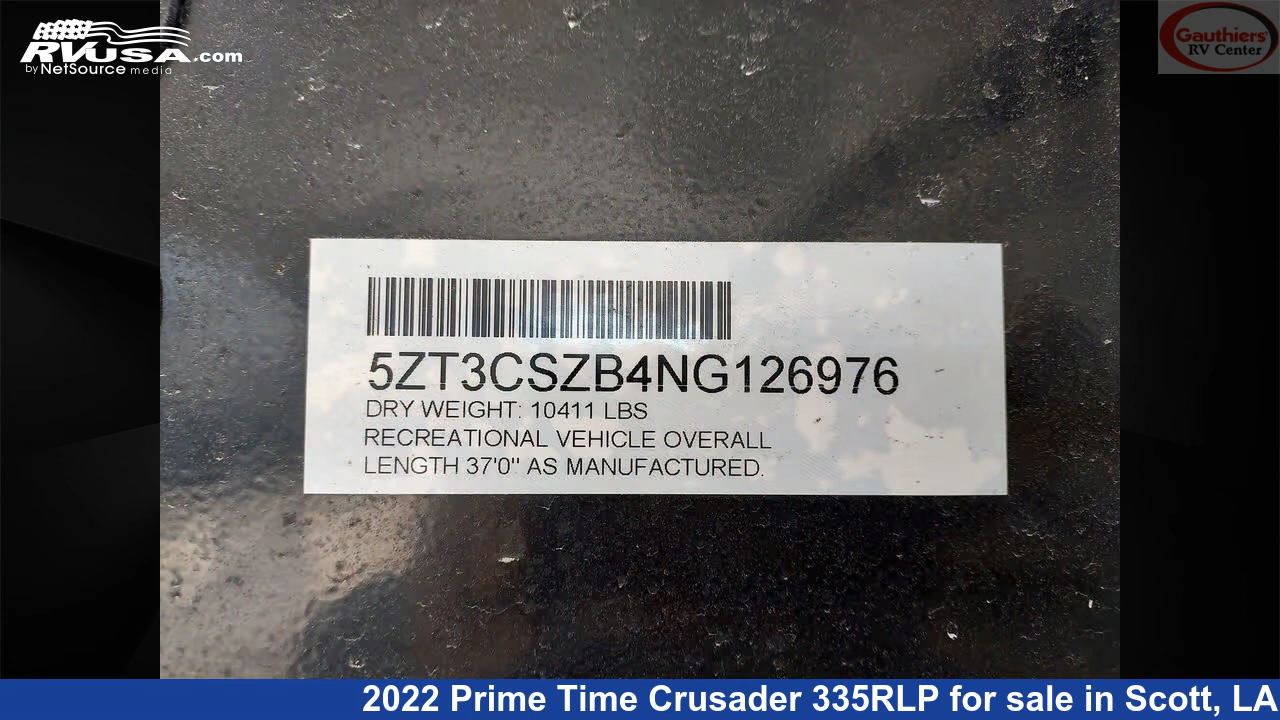 RVUSA.com
by NetSource media
Gauthiers'
RV Center
5ZT3CSZB4NG126976
DRY WEIGHT: 10411 LBS
RECREATIONAL VEHICLE OVERALL
LENGTH 37'0" AS MANUFACTURED.
2022 Prime Time Crusader 335RLP for sale in Scott, LA